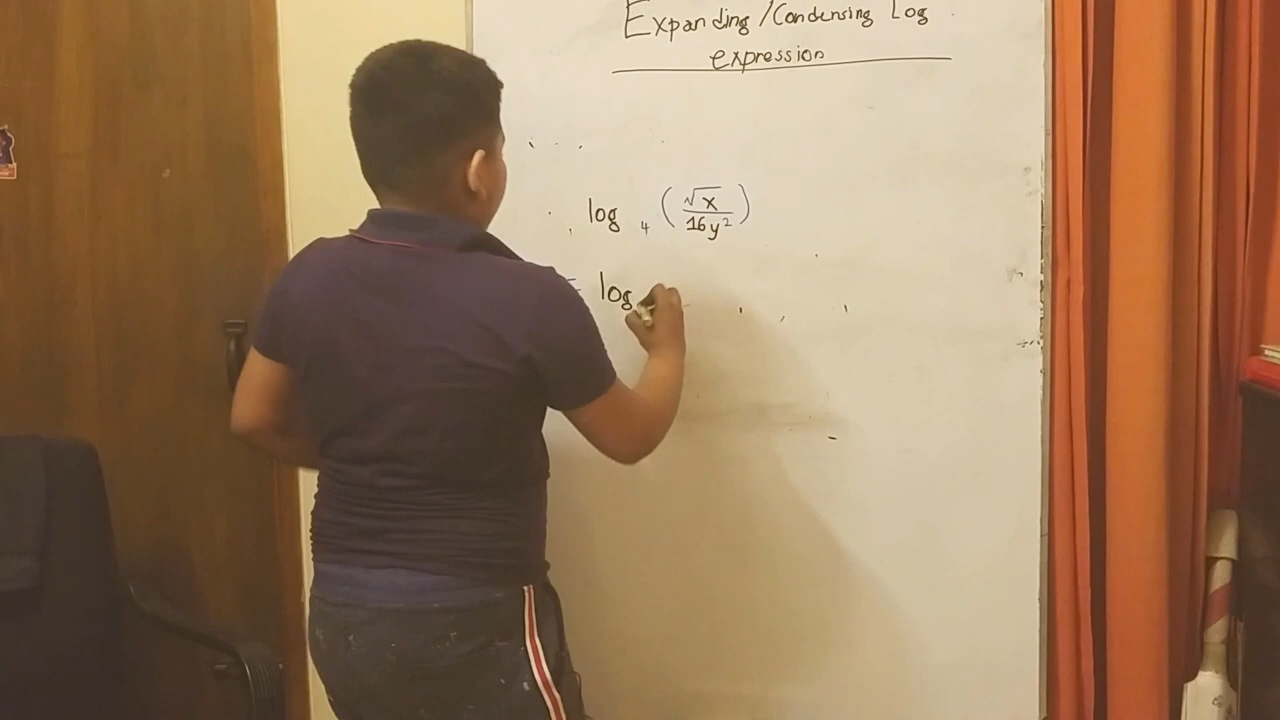 Expanding/Condensing Log
expression
log 4 (√x / 16y²)
= log